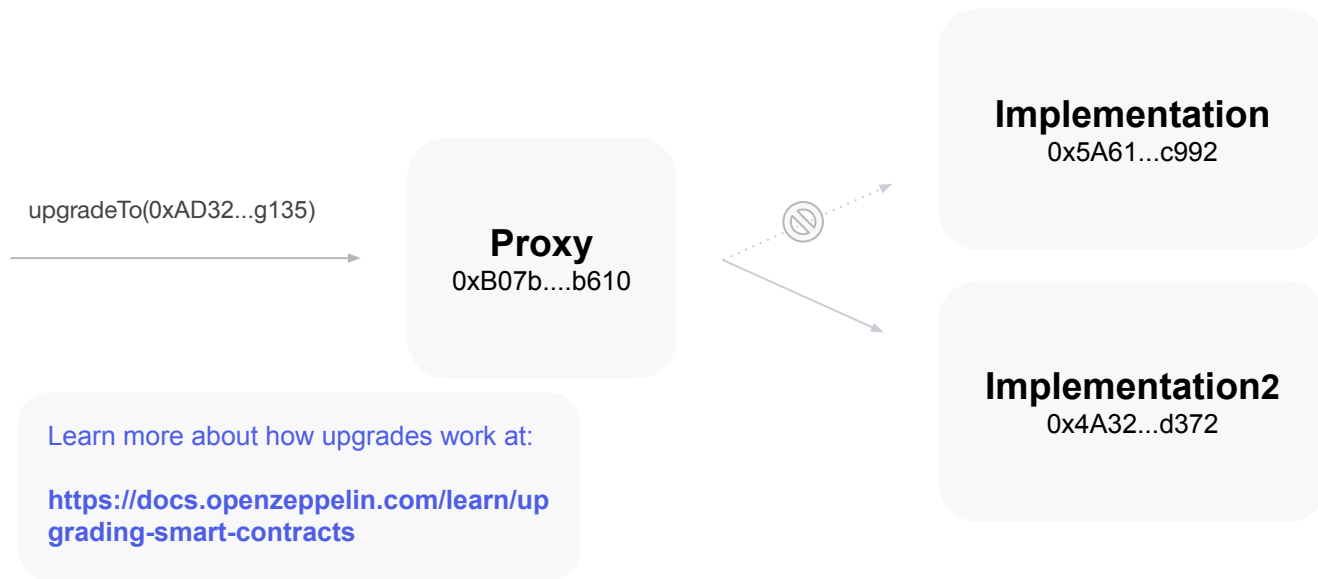 Implementation
0x5A61...c992
upgradeTo(0xAD32...g135)
Proxy
0xB07b....b610
Implementation2
0x4A32...d372
Learn more about how upgrades work at:
https://docs.openzeppelin.com/learn/up
grading-smart-contracts